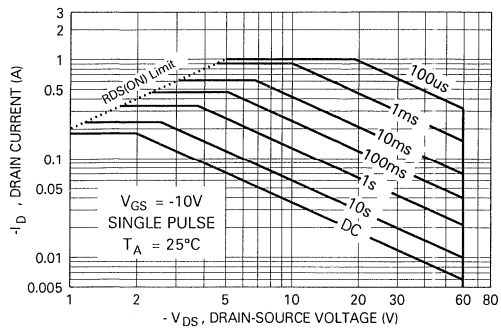 3
1
0.5
0.1
0.05
0.01
0.005
-I_D , DRAIN CURRENT (A)
RDS(ON) Limit
100us
1ms
10ms
100ms
1s
10s
DC
V_GS = -10V
SINGLE PULSE
T_A = 25°C
1 2 5 10 20 30 60 80
- V_DS , DRAIN-SOURCE VOLTAGE (V)